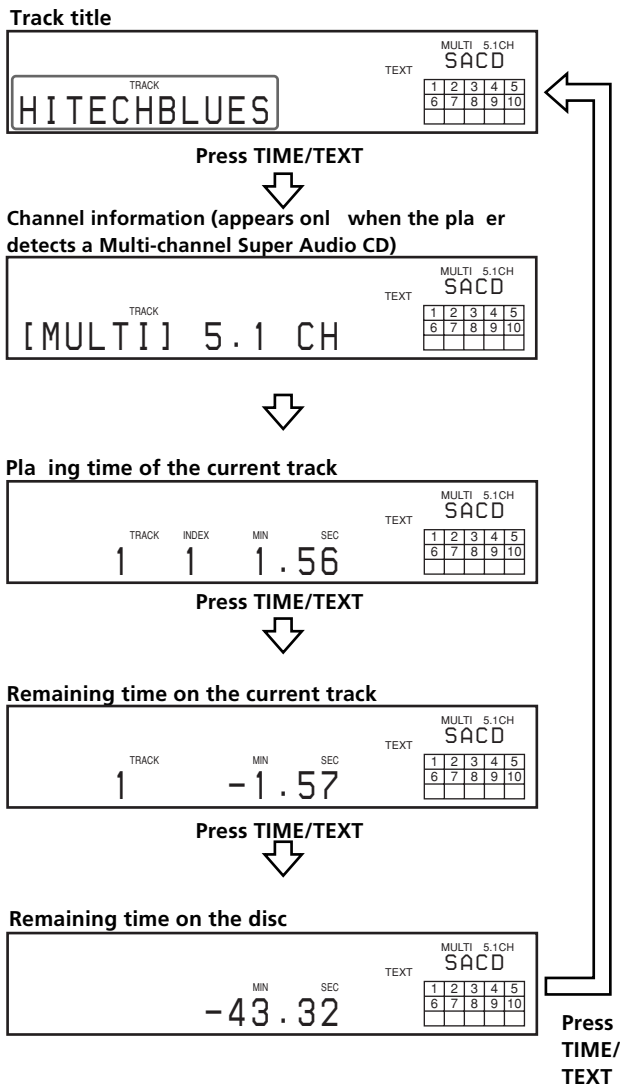 Track title
MULTI 5.1CH
TEXT SACD
TRACK
HITECHBLUES
1 2 3 4 5
6 7 8 9 10
Press TIME/TEXT
Channel information (appears onl when the pla er
detects a Multi-channel Super Audio CD)
MULTI 5.1CH
TEXT SACD
TRACK
[MULTI] 5.1 CH
1 2 3 4 5
6 7 8 9 10
Pla ing time of the current track
MULTI 5.1CH
TEXT SACD
TRACK INDEX MIN SEC
1 1 1.56
1 2 3 4 5
6 7 8 9 10
Press TIME/TEXT
Remaining time on the current track
MULTI 5.1CH
TEXT SACD
TRACK MIN SEC
1 -1.57
1 2 3 4 5
6 7 8 9 10
Press TIME/TEXT
Remaining time on the disc
MULTI 5.1CH
TEXT SACD
MIN SEC
-43.32
1 2 3 4 5
6 7 8 9 10
Press
TIME/
TEXT